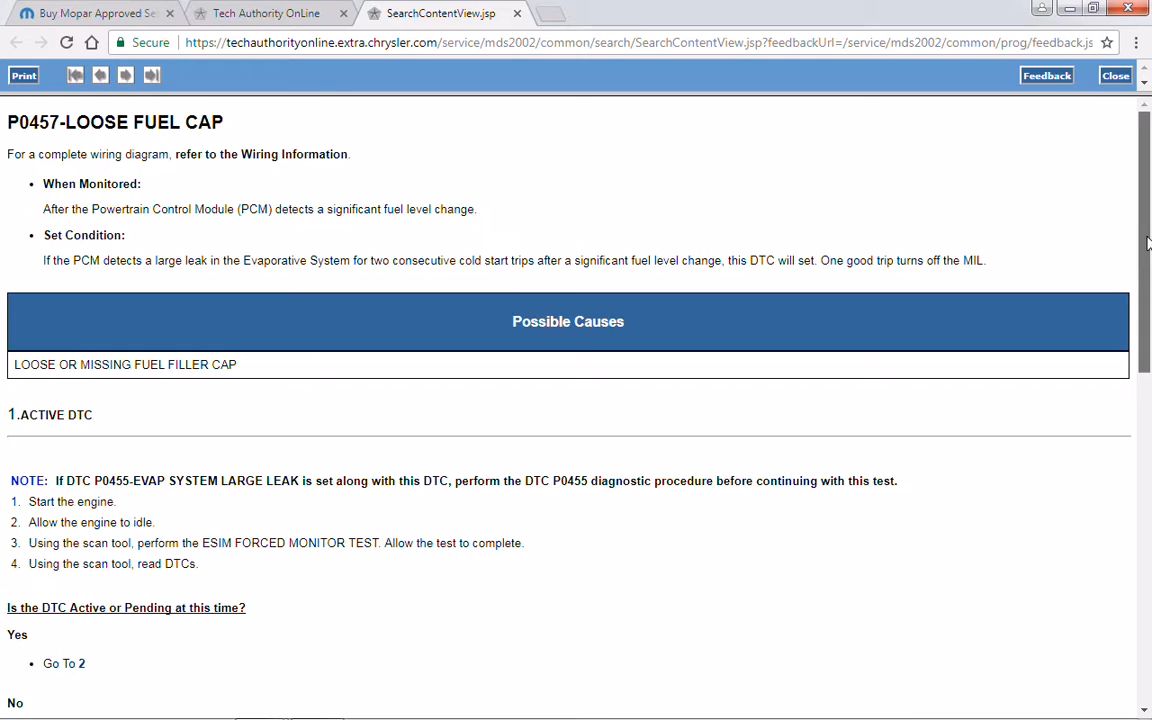 Buy Mopar Approved Se
Tech Authority OnLine
SearchContentView.jsp
Secure
https://techauthorityonline.extra.chrysler.com/service/mds2002/common/search/SearchContentView.jsp?feedbackUrl=/service/mds2002/common/prog/feedback.js
Print
Feedback
Close
P0457-LOOSE FUEL CAP
For a complete wiring diagram, refer to the Wiring Information.
• When Monitored:
After the Powertrain Control Module (PCM) detects a significant fuel level change.
• Set Condition:
If the PCM detects a large leak in the Evaporative System for two consecutive cold start trips after a significant fuel level change, this DTC will set. One good trip turns off the MIL.
Possible Causes
LOOSE OR MISSING FUEL FILLER CAP
1.ACTIVE DTC
NOTE: If DTC P0455-EVAP SYSTEM LARGE LEAK is set along with this DTC, perform the DTC P0455 diagnostic procedure before continuing with this test.
1. Start the engine.
2. Allow the engine to idle.
3. Using the scan tool, perform the ESIM FORCED MONITOR TEST. Allow the test to complete.
4. Using the scan tool, read DTCs.
Is the DTC Active or Pending at this time?
Yes
• Go To 2
No